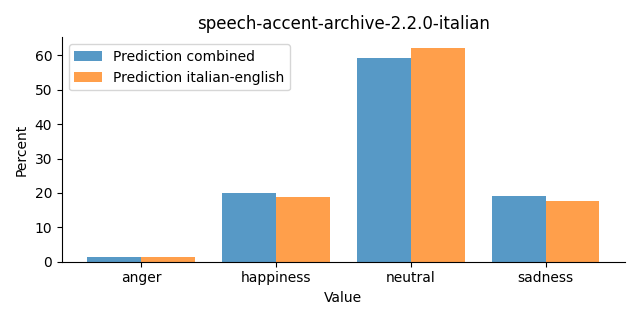 speech-accent-archive-2.2.0-italian
Prediction combined
Prediction italian-english
Percent
60
50
40
30
20
10
0
anger happiness neutral sadness
Value